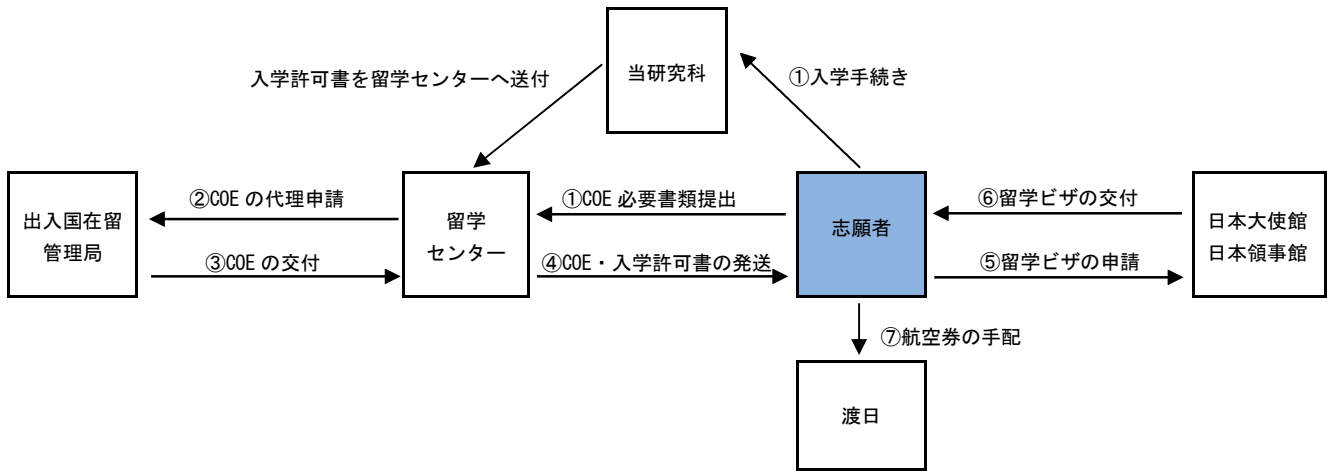 当研究科
入学許可書を留学センターへ送付
①入学手続き
出入国在留
管理局
②COE の代理申請
③COE の交付
留学
センター
①COE 必要書類提出
④COE・入学許可書の発送
志願者
⑥留学ビザの交付
⑤留学ビザの申請
日本大使館
日本領事館
⑦航空券の手配
渡日